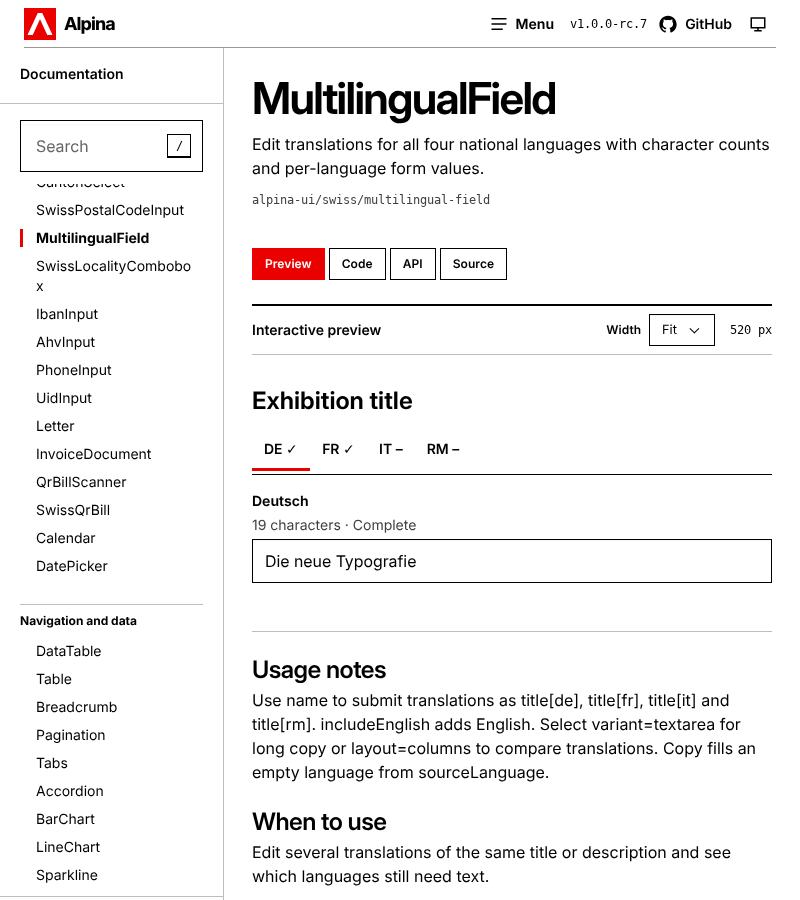 Alpina
Menu
v1.0.0-rc.7
GitHub
Documentation
Search
/
CantonSelect
SwissPostalCodeInput
MultilingualField
SwissLocalityCombobo
x
IbanInput
AhvInput
PhoneInput
UidInput
Letter
InvoiceDocument
QrBillScanner
SwissQrBill
Calendar
DatePicker
Navigation and data
DataTable
Table
Breadcrumb
Pagination
Tabs
Accordion
BarChart
LineChart
Sparkline
MultilingualField
Edit translations for all four national languages with character counts
and per-language form values.
alpina-ui/swiss/multilingual-field
Preview
Code
API
Source
Interactive preview
Width
Fit
520 px
Exhibition title
DE ✓
FR ✓
IT –
RM –
Deutsch
19 characters · Complete
Die neue Typografie
Usage notes
Use name to submit translations as title[de], title[fr], title[it] and
title[rm]. includeEnglish adds English. Select variant=textarea for
long copy or layout=columns to compare translations. Copy fills an
empty language from sourceLanguage.
When to use
Edit several translations of the same title or description and see
which languages still need text.